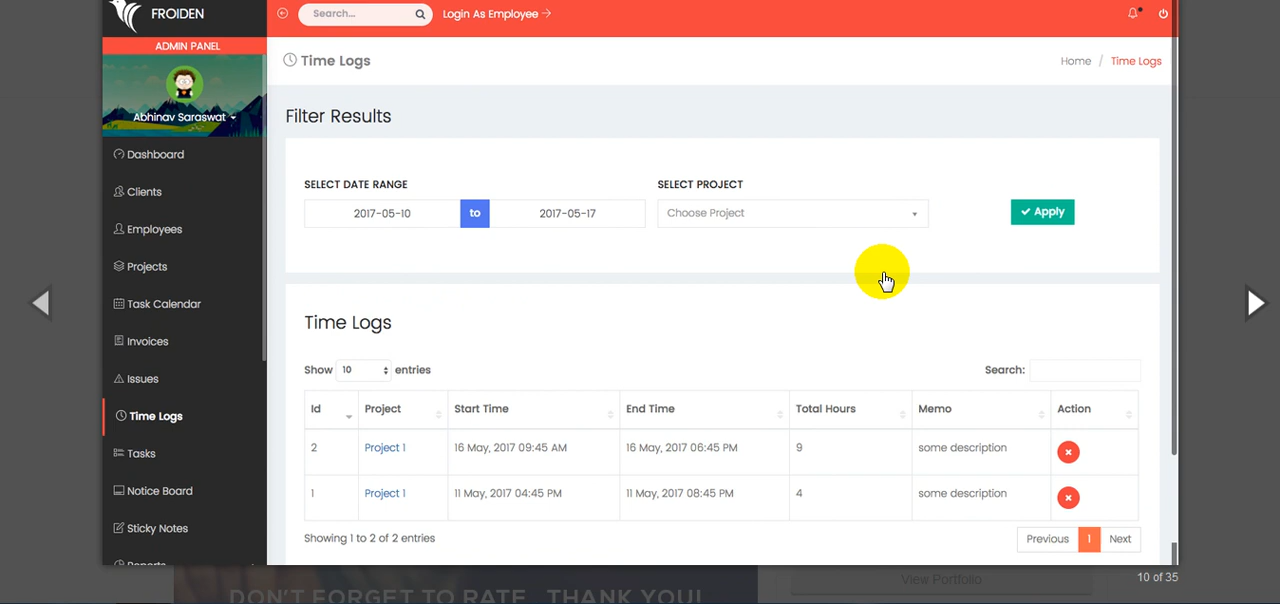 FROIDEN
Search...
Login As Employee
ADMIN PANEL
Time Logs
Home / Time Logs
Abhinav Saraswat
Filter Results
Dashboard
SELECT DATE RANGE
SELECT PROJECT
Clients
2017-05-10
to
2017-05-17
Choose Project
Apply
Employees
Projects
Task Calendar
Time Logs
Invoices
Show 10 entries
Search:
Issues
Id
Project
Start Time
End Time
Total Hours
Memo
Action
Time Logs
2
Project 1
16 May, 2017 09:45 AM
16 May, 2017 06:45 PM
9
some description
Tasks
1
Project 1
11 May, 2017 04:45 PM
11 May, 2017 08:45 PM
4
some description
Notice Board
Sticky Notes
Showing 1 to 2 of 2 entries
Previous
1
Next
Reports
10 of 35
View Portfolio
DON'T FORGET TO RATE THANK YOU!